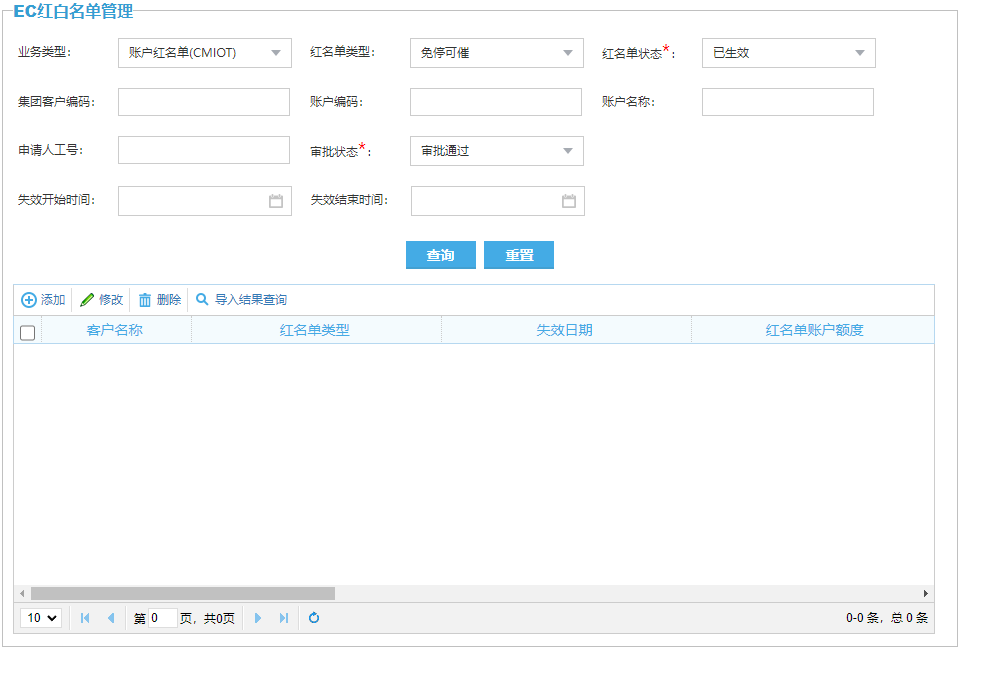 EC红白名单管理
业务类型: 账户红名单(CMIOT) 红名单类型: 免停可催 红名单状态*: 已生效
集团客户编码: 账户编码: 账户名称:
申请人工号: 审批状态*: 审批通过
失效开始时间: 失效结束时间:
查询 重置
添加 修改 删除 导入结果查询
客户名称 红名单类型 失效日期 红名单账户额度
10 第 0 页, 共0页 0-0 条, 总 0 条